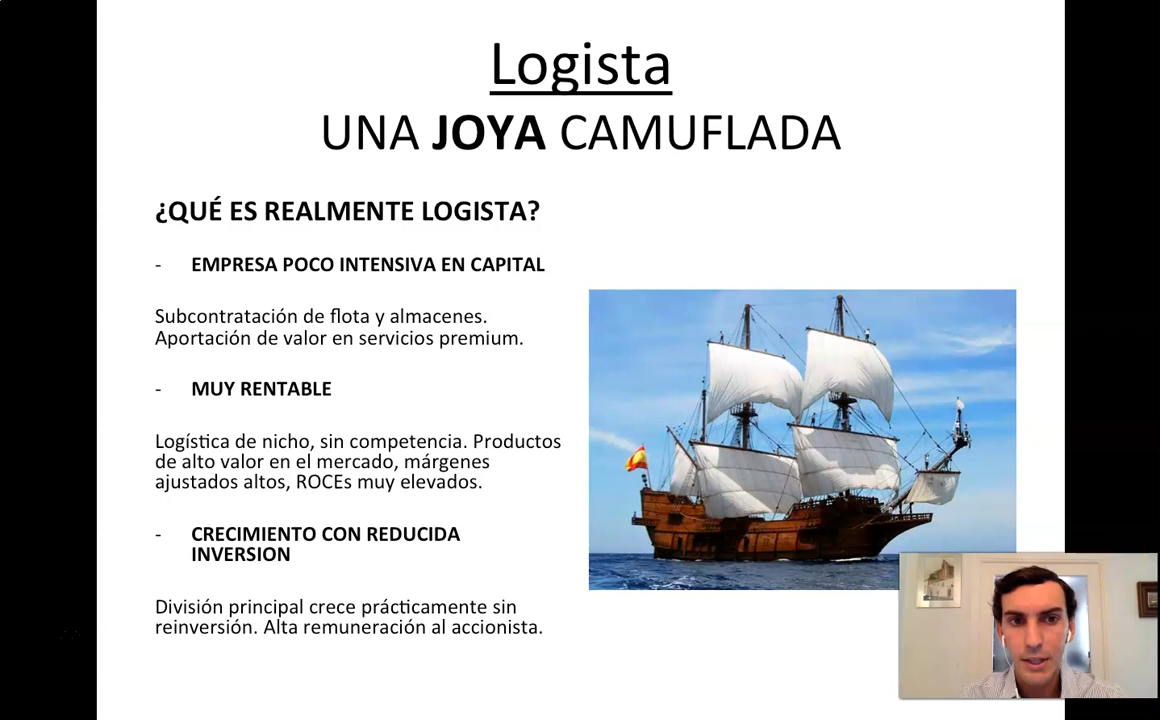 Logista
UNA JOYA CAMUFLADA
¿QUÉ ES REALMENTE LOGISTA?
- EMPRESA POCO INTENSIVA EN CAPITAL
Subcontratación de flota y almacenes.
Aportación de valor en servicios premium.
- MUY RENTABLE
Logística de nicho, sin competencia. Productos
de alto valor en el mercado, márgenes
ajustados altos, ROCEs muy elevados.
- CRECIMIENTO CON REDUCIDA
INVERSION
División principal crece prácticamente sin
reinversión. Alta remuneración al accionista.